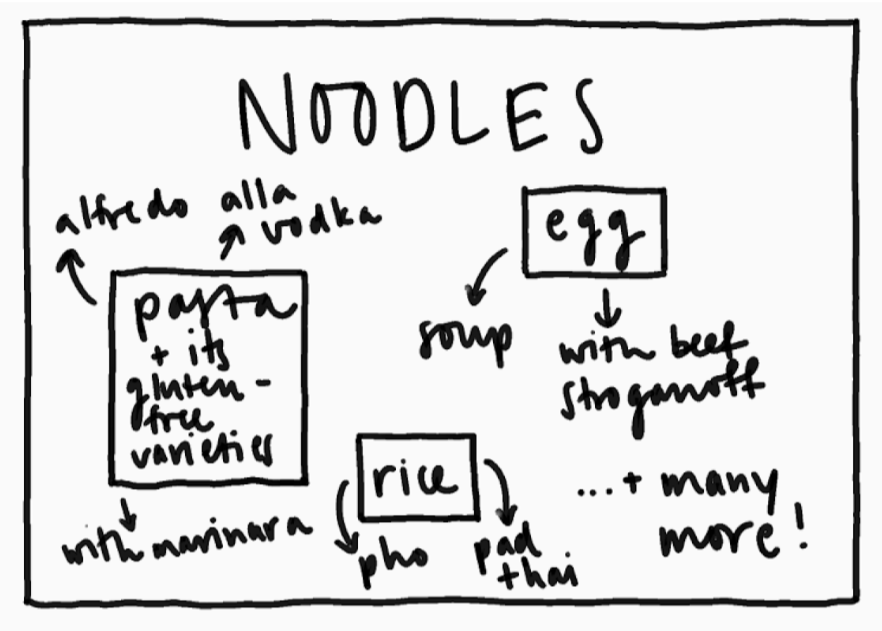 NOODLES
alfredo
alla
vodka
pasta
+ its
gluten-
free
varieties
with marinara
egg
soup
with beef
stroganoff
rice
pho
pad
thai
...+ many
more!